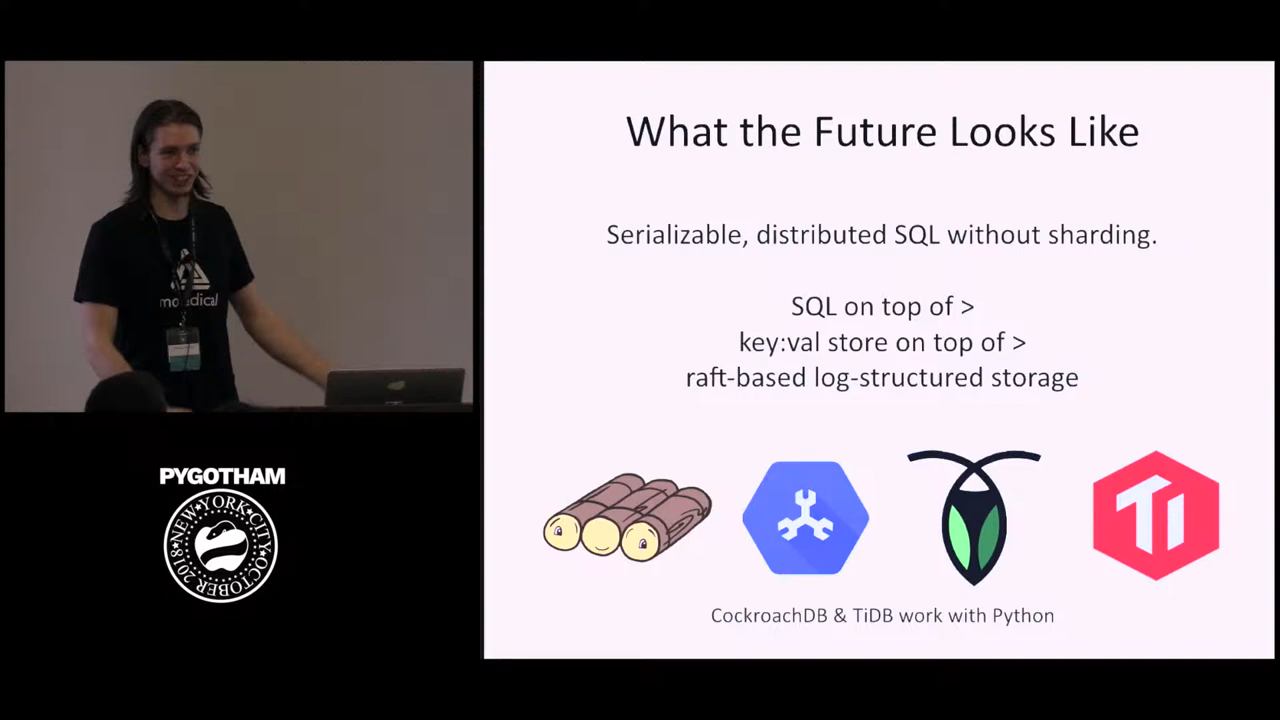 What the Future Looks Like
Serializable, distributed SQL without sharding.
SQL on top of >
key:val store on top of >
raft-based log-structured storage
TI
CockroachDB & TiDB work with Python
PYGOTHAM
NEW YORK CITY OCTOBER 2018